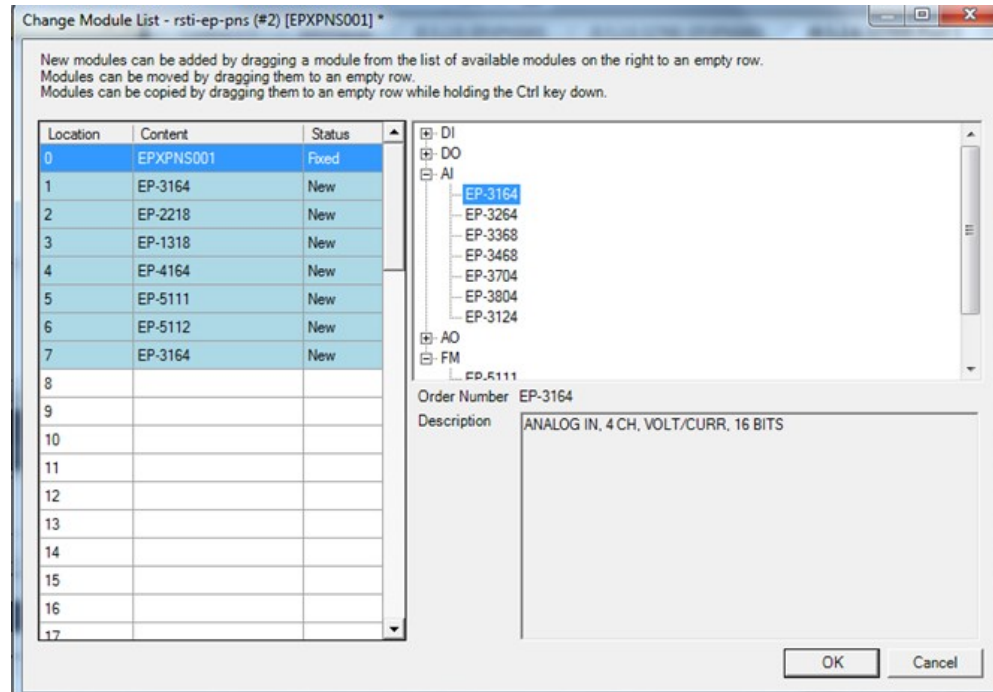 Change Module List - rsti-ep-pns (#2) [EPXPNS001] *
New modules can be added by dragging a module from the list of available modules on the right to an empty row.
Modules can be moved by dragging them to an empty row.
Modules can be copied by dragging them to an empty row while holding the Ctrl key down.
Location Content Status
0 EPXPNS001 Fixed
1 EP-3164 New
2 EP-2218 New
3 EP-1318 New
4 EP-4164 New
5 EP-5111 New
6 EP-5112 New
7 EP-3164 New
8
9
10
11
12
13
14
15
16
17
DI
DO
AI
EP-3164
EP-3264
EP-3368
EP-3468
EP-3704
EP-3804
EP-3124
AO
FM
EP-5111
Order Number EP-3164
Description ANALOG IN, 4 CH, VOLT/CURR, 16 BITS
OK Cancel